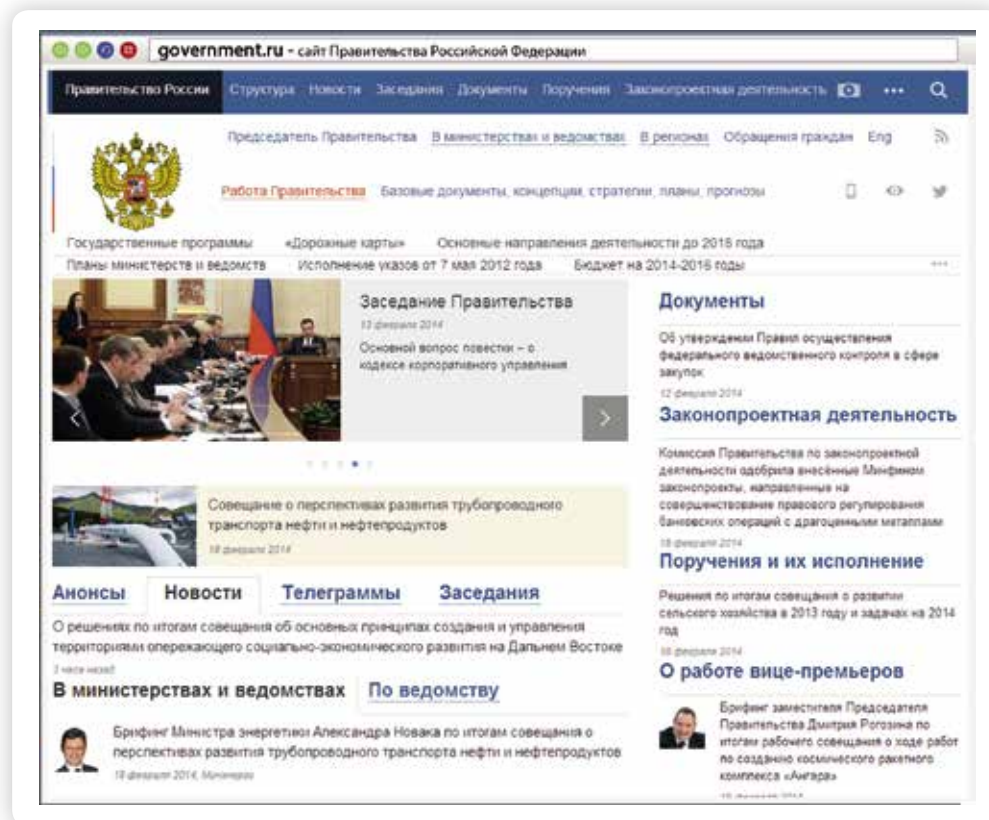 government.ru - сайт Правительства Российской Федерации
Правительство России Структура Новости Заседания Документы Поручения Законопроектная деятельность
Председатель Правительства В министерствах и ведомствах В регионах Обращения граждан Eng
Работа Правительства Базовые документы, концепции, стратегии, планы, прогнозы
Государственные программы «Дорожные карты» Основные направления деятельности до 2018 года
Планы министерств и ведомств Исполнение указов от 7 мая 2012 года Бюджет на 2014-2016 годы
Заседание Правительства
13 февраля 2014
Основной вопрос повестки – о
кодексе корпоративного управления
Совещание о перспективах развития трубопроводного
транспорта нефти и нефтепродуктов
18 февраля 2014
Анонсы Новости Телеграммы Заседания
О решениях по итогам совещания об основных принципах создания и управления
территориями опережающего социально-экономического развития на Дальнем Востоке
часа назад
В министерствах и ведомствах По ведомству
Брифинг Министра энергетики Александра Новака по итогам совещания о
перспективах развития трубопроводного транспорта нефти и нефтепродуктов
18 февраля 2014, Минэнерго
Документы
Об утверждении Правил осуществления
федерального ведомственного контроля в сфере
закупок
12 февраля 2014
Законопроектная деятельность
Комиссия Правительства по законопроектной
деятельности одобрила внесённые Минфином
законопроекты, направленные на
совершенствование правового регулирования
банковских операций с драгоценными металлами
18 февраля 2014
Поручения и их исполнение
Решения по итогам совещания о развитии
сельского хозяйства в 2013 году и задачах на 2014
год
18 февраля 2014
О работе вице-премьеров
Брифинг заместителя Председателя
Правительства Дмитрия Рогозина по
итогам рабочего совещания о ходе работ
по созданию космического ракетного
комплекса «Ангара»
февраля 2014